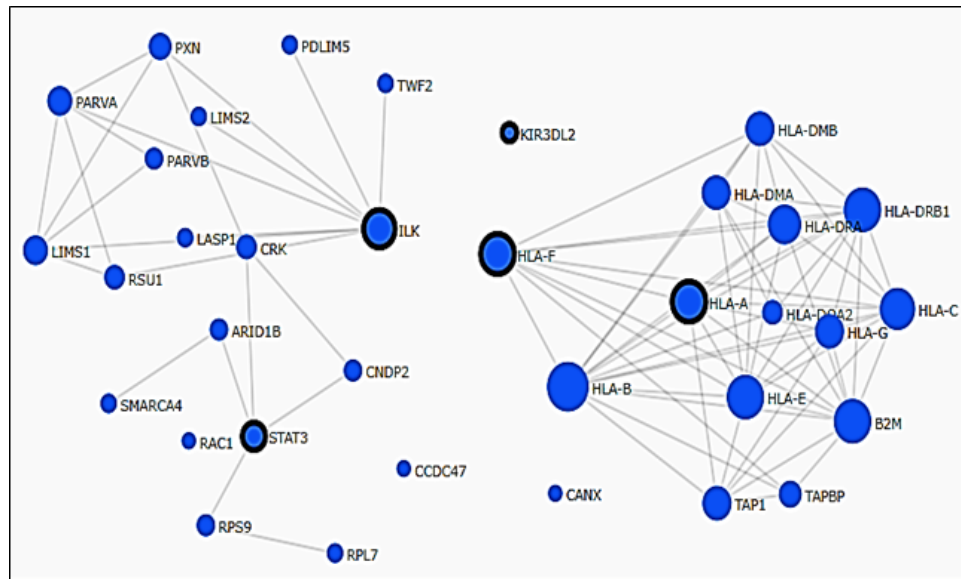 PXN
PDLIM5
TWF2
PARVA
LIMS2
PARVB
KIR3DL2
HLA-DMB
HLA-DMA
HLA-DRB1
HLA-DRA
ILK
LASP1
CRK
LIMS1
RSU1
HLA-F
HLA-A
HLA-DQA2
HLA-C
HLA-G
ARID1B
CNDP2
SMARCA4
HLA-B
HLA-E
B2M
RAC1
STAT3
CCDC47
CANX
TAP1
TAPBP
RPS9
RPL7